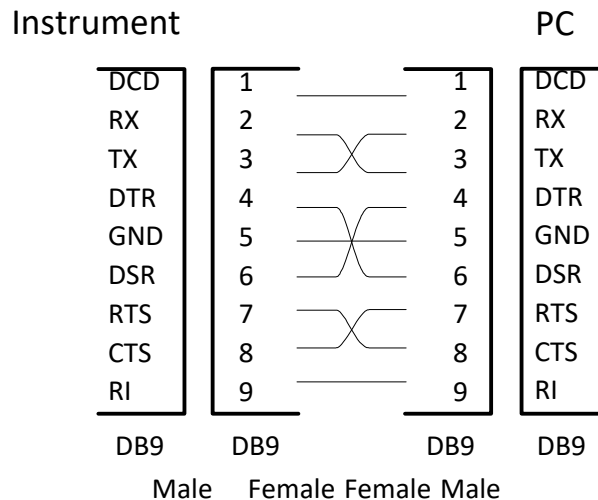 Instrument PC
DCD 1 1 DCD
RX 2 2 RX
TX 3 3 TX
DTR 4 4 DTR
GND 5 5 GND
DSR 6 6 DSR
RTS 7 7 RTS
CTS 8 8 CTS
RI 9 9 RI
DB9 DB9 DB9 DB9
Male Female Female Male